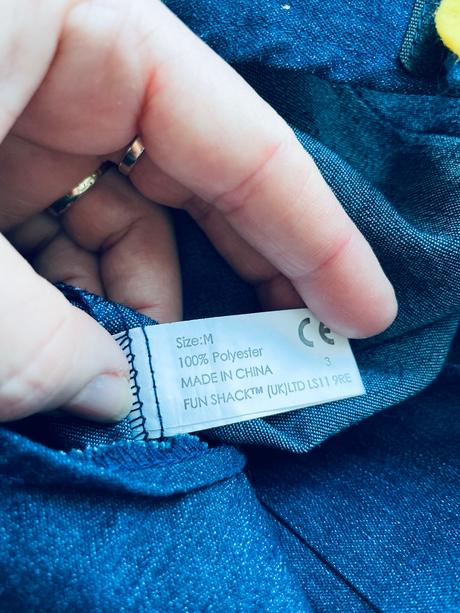 Size:M
100% Polyester
MADE IN CHINA
FUN SHACK™ (UK)LTD LS11 9RE
CE
3